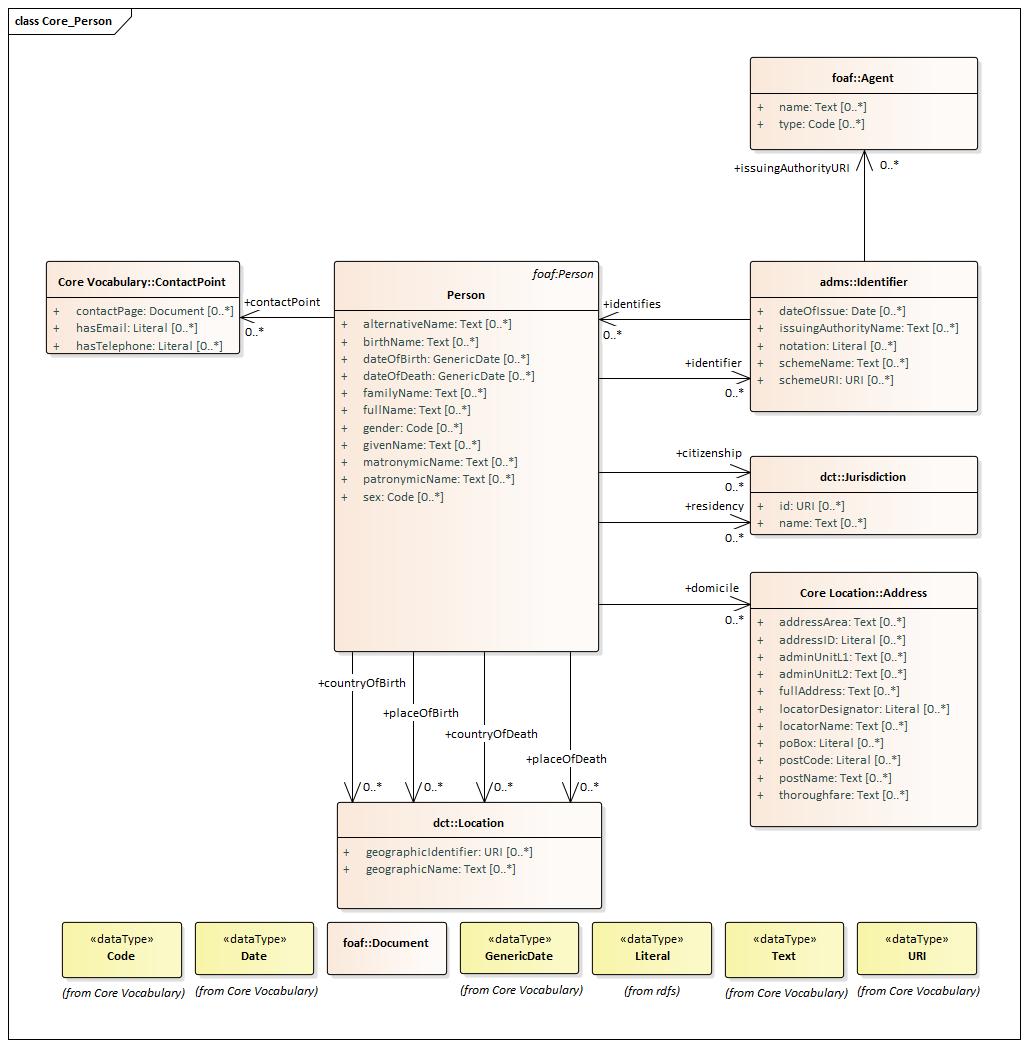 class Core_Person
foaf::Agent
+ name: Text [0..*]
+ type: Code [0..*]
+issuingAuthorityURI 0..*
Core Vocabulary::ContactPoint
+ contactPage: Document [0..*]
+ hasEmail: Literal [0..*]
+ hasTelephone: Literal [0..*]
+contactPoint
0..*
foaf:Person
Person
+ alternativeName: Text [0..*]
+ birthName: Text [0..*]
+ dateOfBirth: GenericDate [0..*]
+ dateOfDeath: GenericDate [0..*]
+ familyName: Text [0..*]
+ fullName: Text [0..*]
+ gender: Code [0..*]
+ givenName: Text [0..*]
+ matronymicName: Text [0..*]
+ patronymicName: Text [0..*]
+ sex: Code [0..*]
+identifies
0..*
+identifier
0..*
adms::Identifier
+ dateOfIssue: Date [0..*]
+ issuingAuthorityName: Text [0..*]
+ notation: Literal [0..*]
+ schemeName: Text [0..*]
+ schemeURI: URI [0..*]
+citizenship
0..*
+residency
0..*
dct::Jurisdiction
+ id: URI [0..*]
+ name: Text [0..*]
+domicile
0..*
Core Location::Address
+ addressArea: Text [0..*]
+ addressID: Literal [0..*]
+ adminUnitL1: Text [0..*]
+ adminUnitL2: Text [0..*]
+ fullAddress: Text [0..*]
+ locatorDesignator: Literal [0..*]
+ locatorName: Text [0..*]
+ poBox: Literal [0..*]
+ postCode: Literal [0..*]
+ postName: Text [0..*]
+ thoroughfare: Text [0..*]
+countryOfBirth
+placeOfBirth
+countryOfDeath
+placeOfDeath
0..* 0..* 0..* 0..*
dct::Location
+ geographicIdentifier: URI [0..*]
+ geographicName: Text [0..*]
«dataType»
Code
(from Core Vocabulary)
«dataType»
Date
(from Core Vocabulary)
foaf::Document
«dataType»
GenericDate
(from Core Vocabulary)
«dataType»
Literal
(from rdfs)
«dataType»
Text
(from Core Vocabulary)
«dataType»
URI
(from Core Vocabulary)